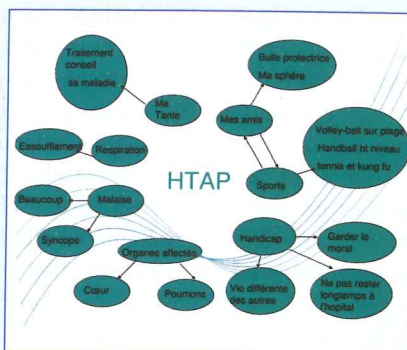 Traitement
conseil
sa maladie
Ma
Tante
Bulle protectrice
Ma sphère
Mes amis
Volley-ball sur plage
Handball ht niveau
tennis et kung fu
Sports
Essoufflement
Respiration
HTAP
Beaucoup
Malaise
Syncope
Organes affectés
Cœur
Poumons
Handicap
Garder le
moral
Vie différente
des autres
Ne pas rester
longtemps à
l'hopital